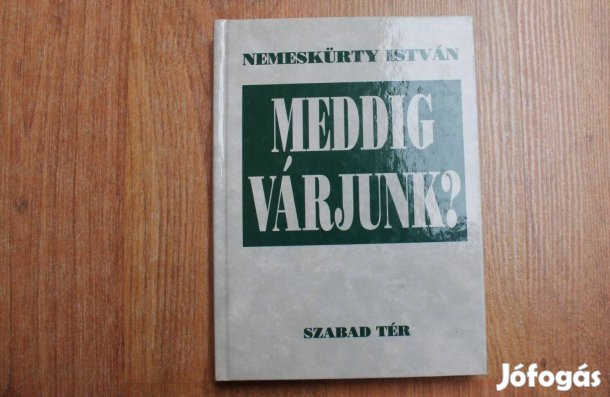 NEMESKÜRTY ISTVÁN
MEDDIG
VÁRJUNK?
SZABAD TÉR
Jófogás